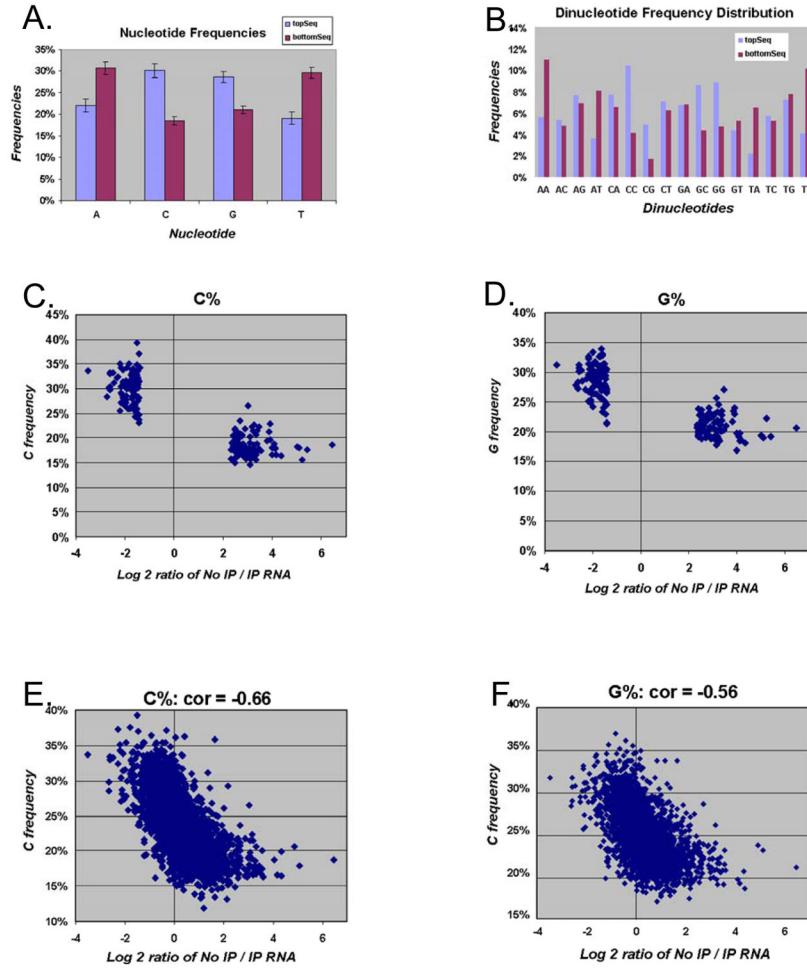 A.
Nucleotide Frequencies
topSeq
bottomSeq
35%
30%
25%
20%
15%
10%
5%
0%
Frequencies
A C G T
Nucleotide
B.
Dinucleotide Frequency Distribution
topSeq
bottomSeq
14%
12%
10%
8%
6%
4%
2%
0%
Frequencies
AA AC AG AT CA CC CG CT GA GC GG GT TA TC TG T
Dinucleotides
C.
C%
45%
40%
35%
30%
25%
20%
15%
10%
5%
0%
C frequency
-4 -2 0 2 4 6
Log 2 ratio of No IP / IP RNA
D.
G%
40%
35%
30%
25%
20%
15%
10%
5%
0%
G frequency
-4 -2 0 2 4 6
Log 2 ratio of No IP / IP RNA
E.
C%: cor = -0.66
40%
35%
30%
25%
20%
15%
10%
C frequency
-4 -2 0 2 4 6
Log 2 ratio of No IP / IP RNA
F.
G%: cor = -0.56
40%
35%
30%
25%
20%
15%
C frequency
-4 -2 0 2 4 6
Log 2 ratio of No IP / IP RNA